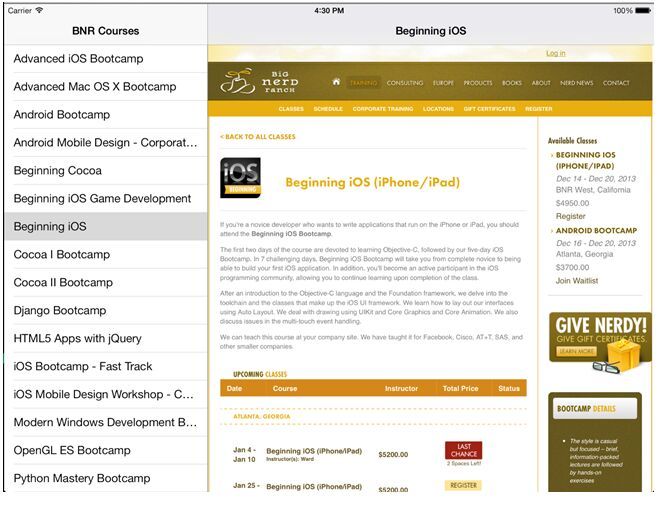 Carrier
4:30 PM
100%
BNR Courses
Beginning iOS
Advanced iOS Bootcamp
Advanced Mac OS X Bootcamp
Android Bootcamp
Android Mobile Design - Corporat...
Beginning Cocoa
Beginning iOS Game Development
Beginning iOS
Cocoa I Bootcamp
Cocoa II Bootcamp
Django Bootcamp
HTML5 Apps with jQuery
iOS Bootcamp - Fast Track
iOS Mobile Design Workshop - C...
Modern Windows Development B...
OpenGL ES Bootcamp
Python Mastery Bootcamp
Log in
BIG
NERD
RANCH
TRAINING CONSULTING EUROPE PRODUCTS BOOKS ABOUT NERD NEWS CONTACT
CLASSES SCHEDULE CORPORATE TRAINING LOCATIONS GIFT CERTIFICATES REGISTER
< BACK TO ALL CLASSES
iOS
BEGINNING
Beginning iOS (iPhone/iPad)
If you're a novice developer who wants to write applications that run on the iPhone or iPad, you should
attend the Beginning iOS Bootcamp.
The first two days of the course are devoted to learning Objective-C, followed by our five-day iOS
Bootcamp. In 7 challenging days, Beginning iOS Bootcamp will take you from complete novice to being
able to build your first iOS application. In addition, you'll become an active participant in the iOS
programming community, allowing you to continue learning upon completion of the class.
After an introduction to the Objective-C language and the Foundation framework, we delve into the
toolchain and the classes that make up the iOS UI framework. We learn how to lay out our interfaces
using Auto Layout. We deal with drawing using UIKit and Core Graphics and Core Animation. We also
discuss issues in the multi-touch event handling.
We can teach this course at your company site. We have taught it for Facebook, Cisco, AT+T, SAS, and
other smaller companies.
UPCOMING CLASSES
Date Course Instructor Total Price Status
ATLANTA, GEORGIA
Jan 4 -
Jan 10
Beginning iOS (iPhone/iPad)
Instructor(s): Ward
$5200.00
LAST
CHANCE
2 Spaces Left!
Jan 25 - Beginning iOS (iPhone/iPad)
$5200.00
REGISTER
Available Classes
› BEGINNING IOS
(IPHONE/IPAD)
Dec 14 - Dec 20, 2013
BNR West, California
$4950.00
Register
› ANDROID BOOTCAMP
Dec 16 - Dec 20, 2013
Atlanta, Georgia
$3700.00
Join Waitlist
GIVE NERDY!
GIVE GIFT CERTIFICATES.
LEARN MORE
BOOTCAMP DETAILS
• The style is casual
but focused – brief,
information-packed
lectures are followed
by hands-on
exercises